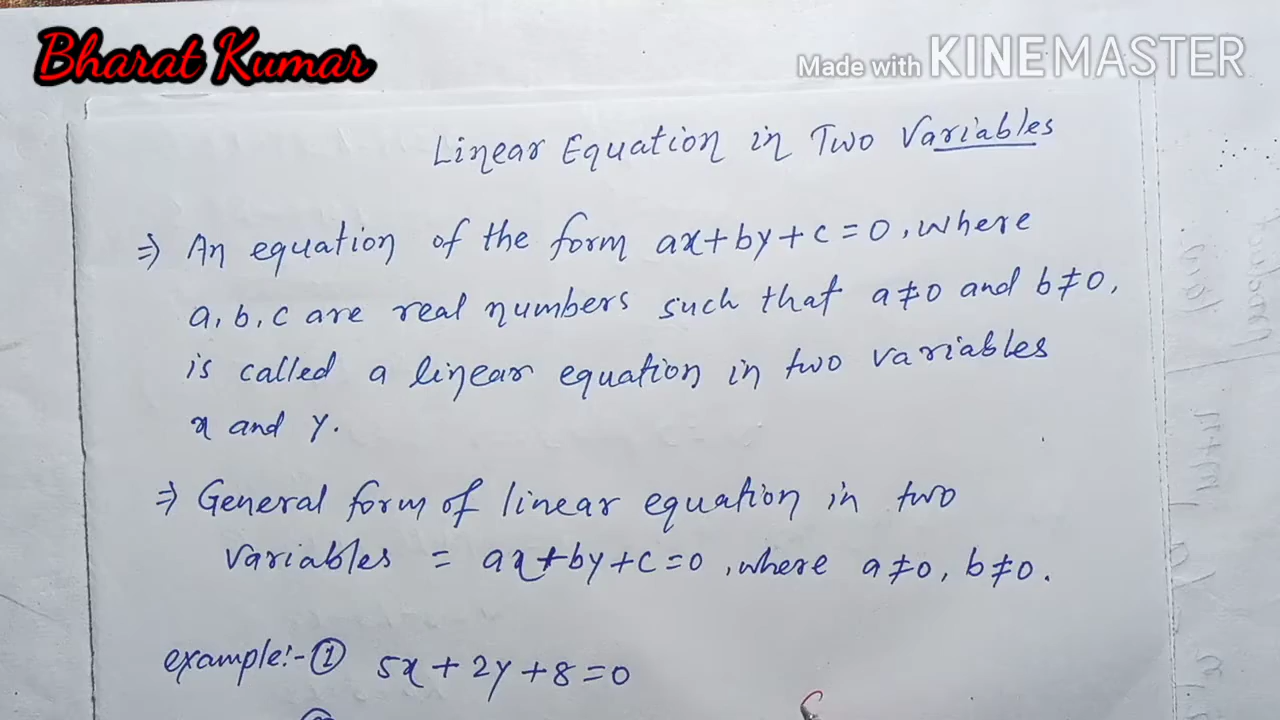 Bharat Kumar
Made with KINEMASTER
Linear Equation in Two Variables
⇒ An equation of the form ax+by+c=0, where
a, b, c are real numbers such that a≠0 and b≠0,
is called a linear equation in two variables
x and y.
⇒ General form of linear equation in two
variables = ax+by+c=0, where a≠0, b≠0.
example:- ① 5x + 2y + 8 = 0